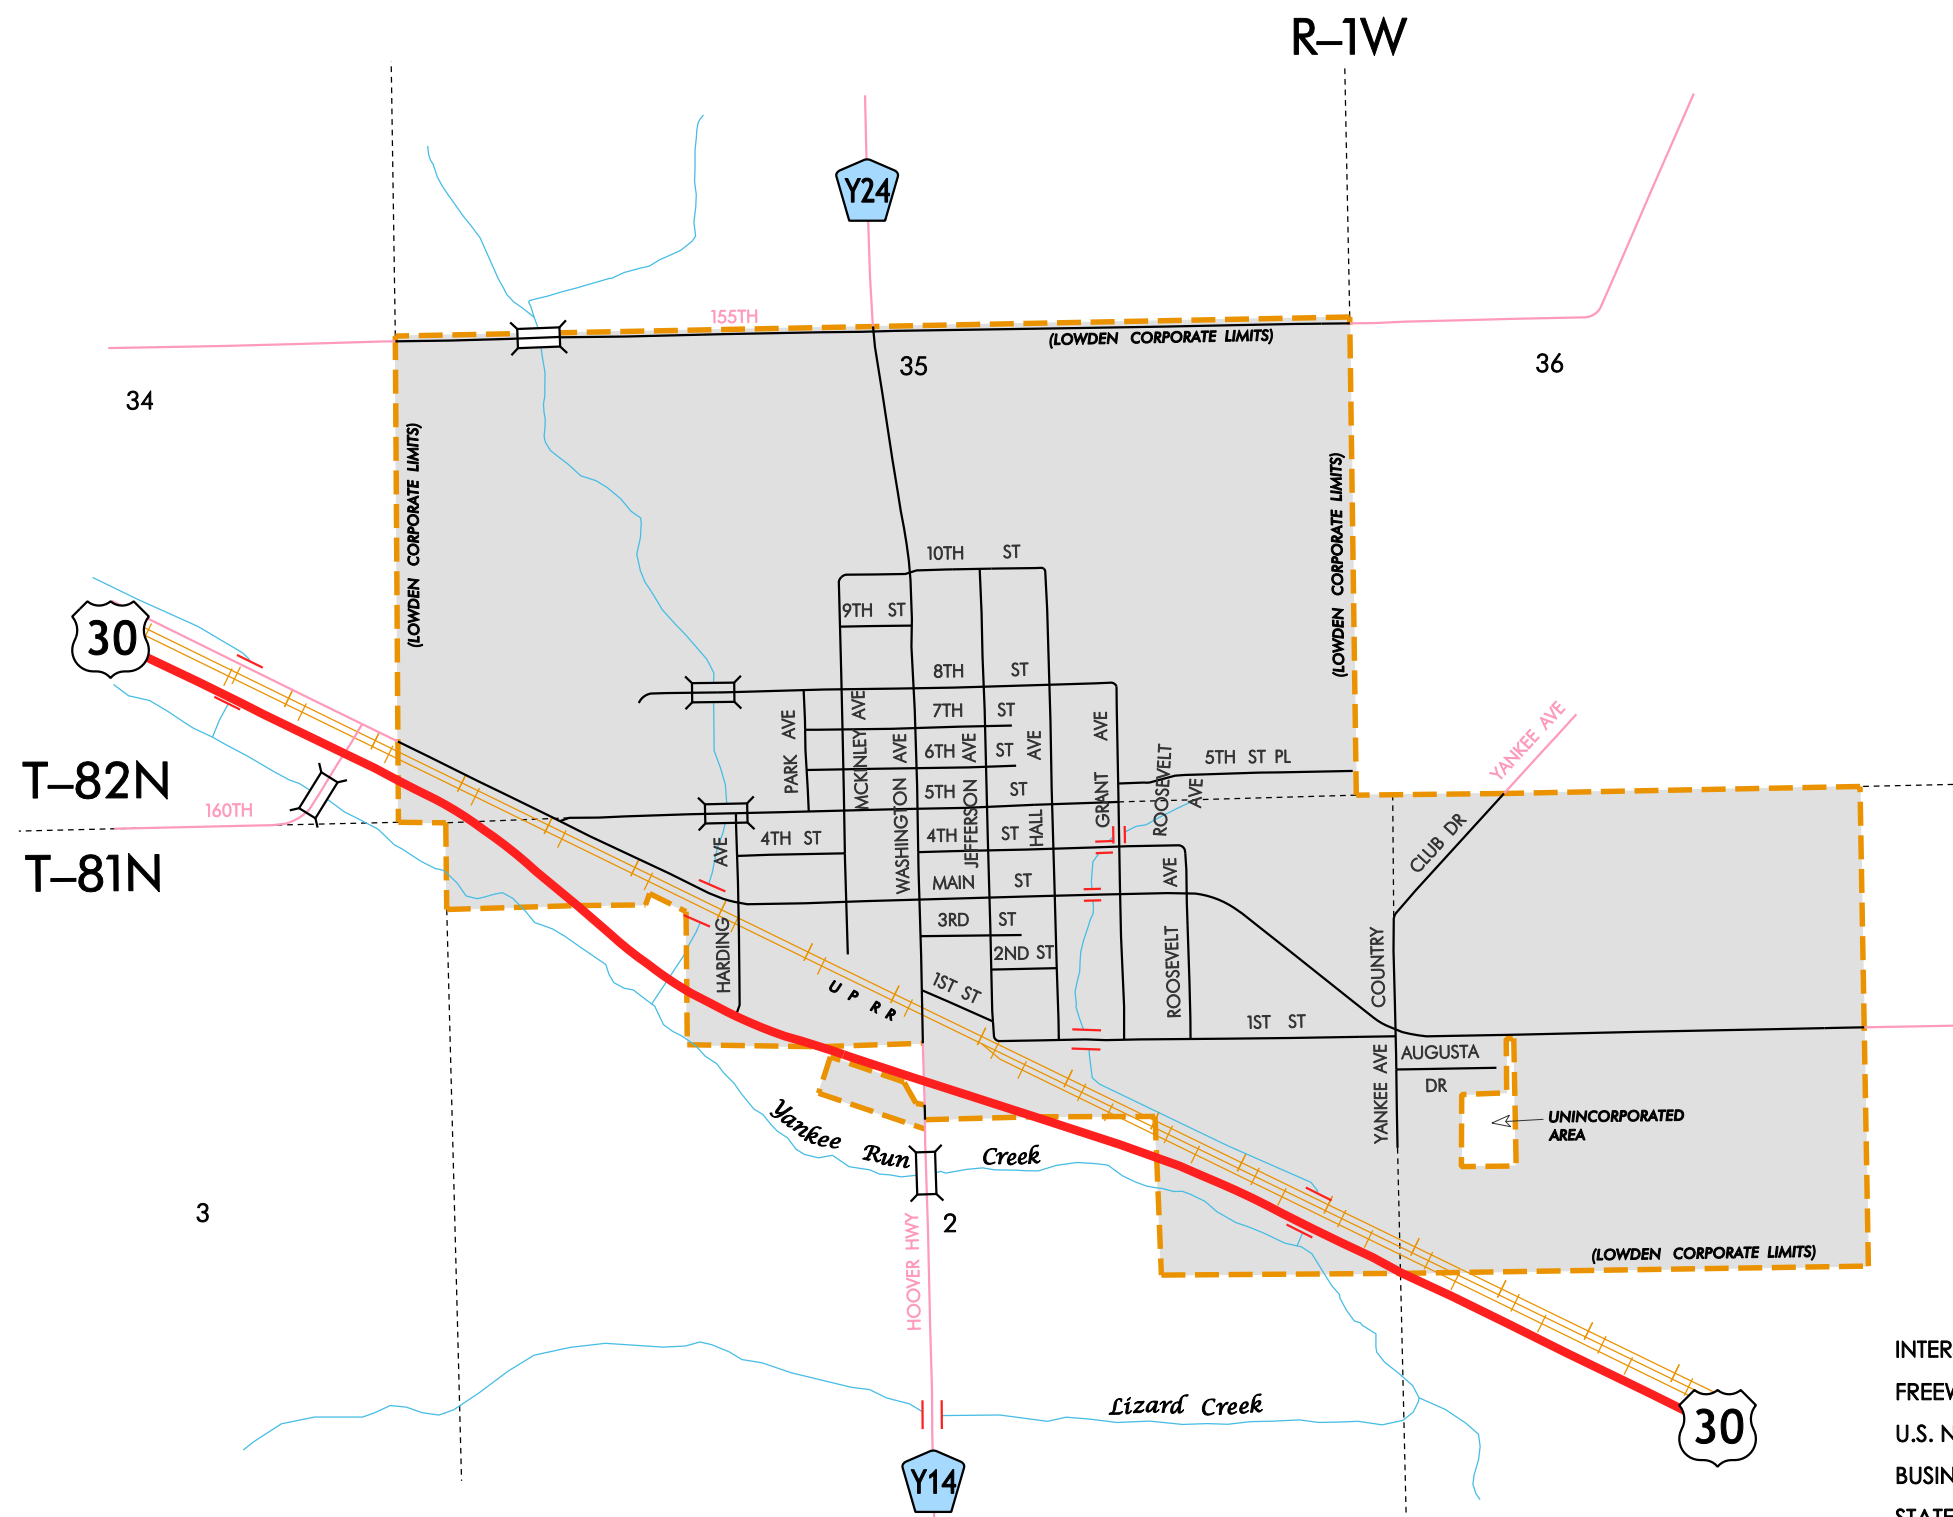 R–1W
Y24
155TH
(LOWDEN CORPORATE LIMITS)
35
36
34
(LOWDEN CORPORATE LIMITS)
(LOWDEN CORPORATE LIMITS)
10TH ST
9TH ST
30
8TH ST
7TH ST
6TH ST
5TH ST
4TH ST
4TH ST
MAIN ST
3RD ST
2ND ST
1ST ST
1ST ST
5TH ST PL
PARK AVE
MCKINLEY AVE
WASHINGTON AVE
JEFFERSON AVE
HALL AVE
GRANT AVE
ROOSEVELT AVE
ROOSEVELT AVE
HARDING AVE
YANKEE AVE
COUNTRY
CLUB DR
YANKEE AVE
AUGUSTA
DR
T–82N
160TH
T–81N
U P R R
UNINCORPORATED
AREA
Yankee Run Creek
3
2
HOOVER HWY
(LOWDEN CORPORATE LIMITS)
Lizard Creek
30
Y14
INTER
FREEW
U.S. N
BUSIN
STATE